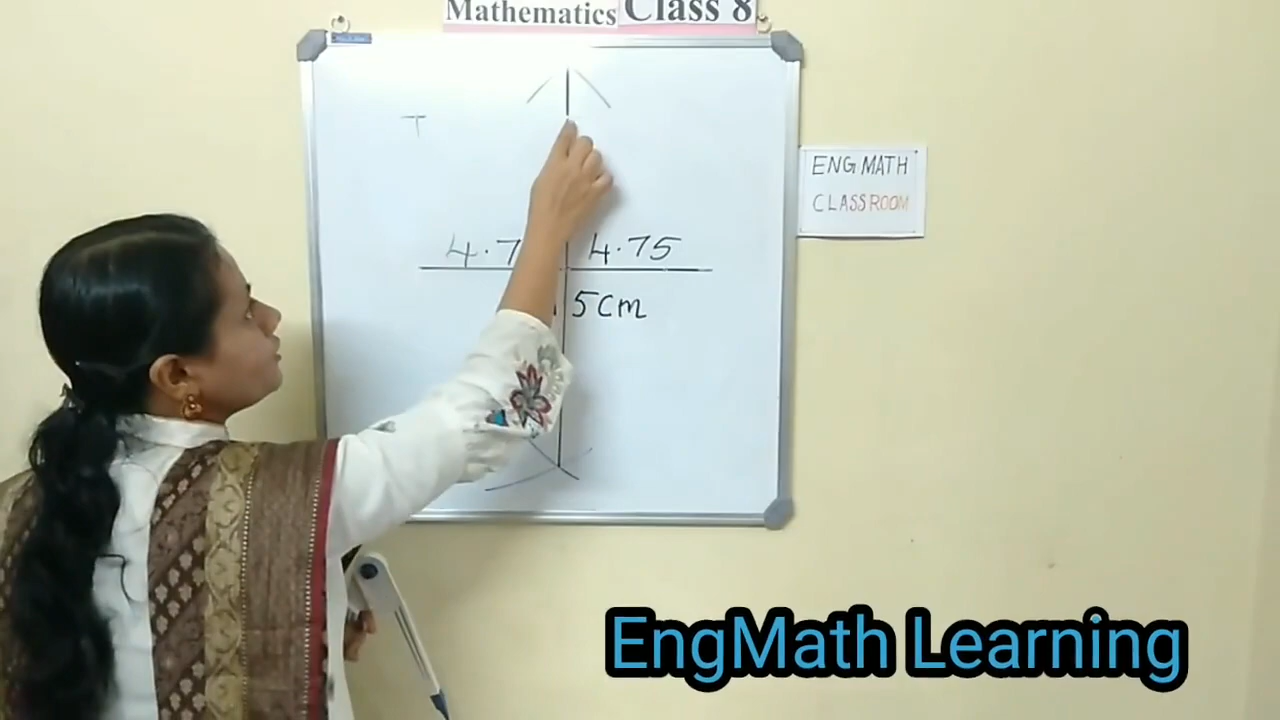 Mathematics Class 8
T
ENG MATH
CLASSROOM
4.7 4.75
5cm
EngMath Learning